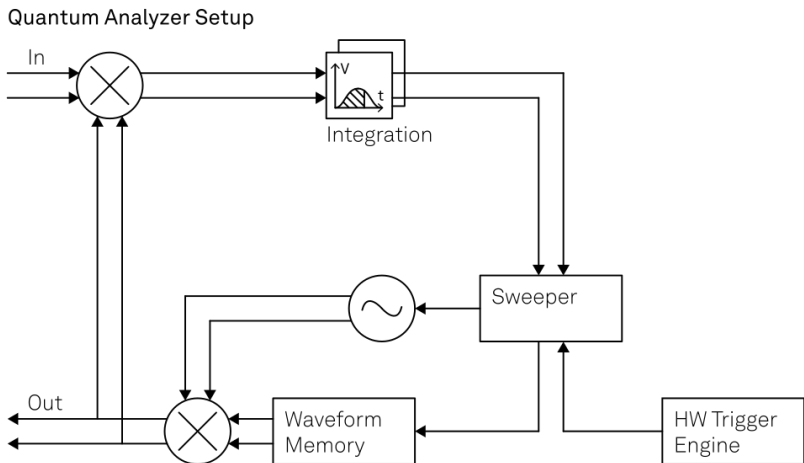 Quantum Analyzer Setup
In
V
t
Integration
Sweeper
Out
Waveform
Memory
HW Trigger
Engine